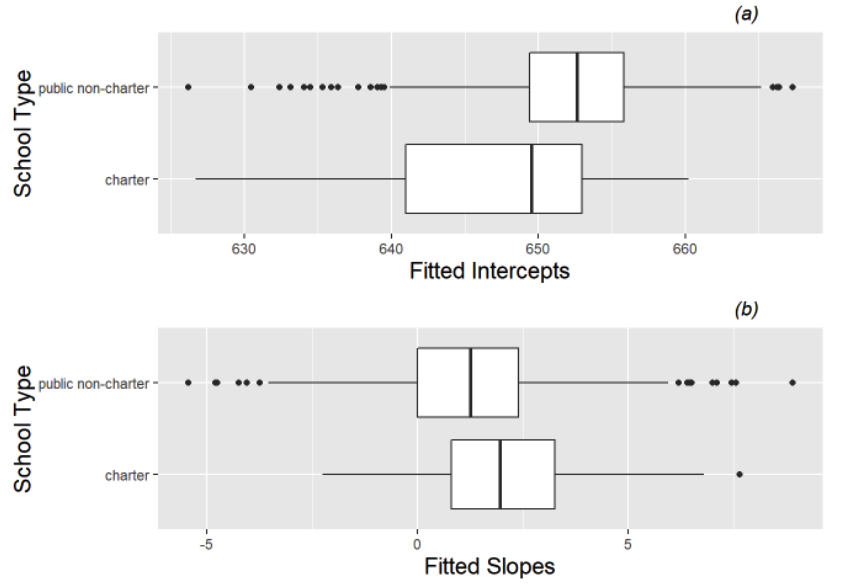 (a)
School Type
public non-charter
charter
630 640 650 660
Fitted Intercepts
(b)
School Type
public non-charter
charter
-5 0 5
Fitted Slopes